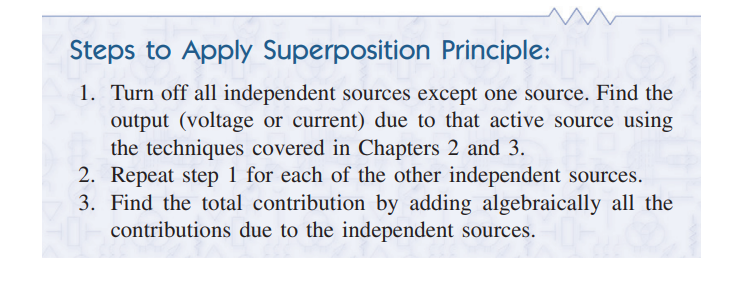 Steps to Apply Superposition Principle:
1. Turn off all independent sources except one source. Find the
output (voltage or current) due to that active source using
the techniques covered in Chapters 2 and 3.
2. Repeat step 1 for each of the other independent sources.
3. Find the total contribution by adding algebraically all the
contributions due to the independent sources.